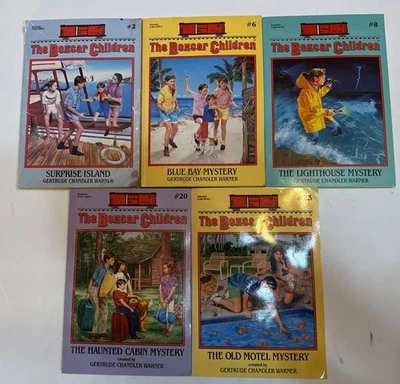 #2
The Boxcar Children
SURPRISE ISLAND
GERTRUDE CHANDLER WARNER
#6
The Boxcar Children
BLUE BAY MYSTERY
GERTRUDE CHANDLER WARNER
#8
The Boxcar Children
THE LIGHTHOUSE MYSTERY
GERTRUDE CHANDLER WARNER
#20
The Boxcar Children
THE HAUNTED CABIN MYSTERY
created by
GERTRUDE CHANDLER WARNER
The Boxcar Children
THE OLD MOTEL MYSTERY
created by
GERTRUDE CHANDLER WARNER